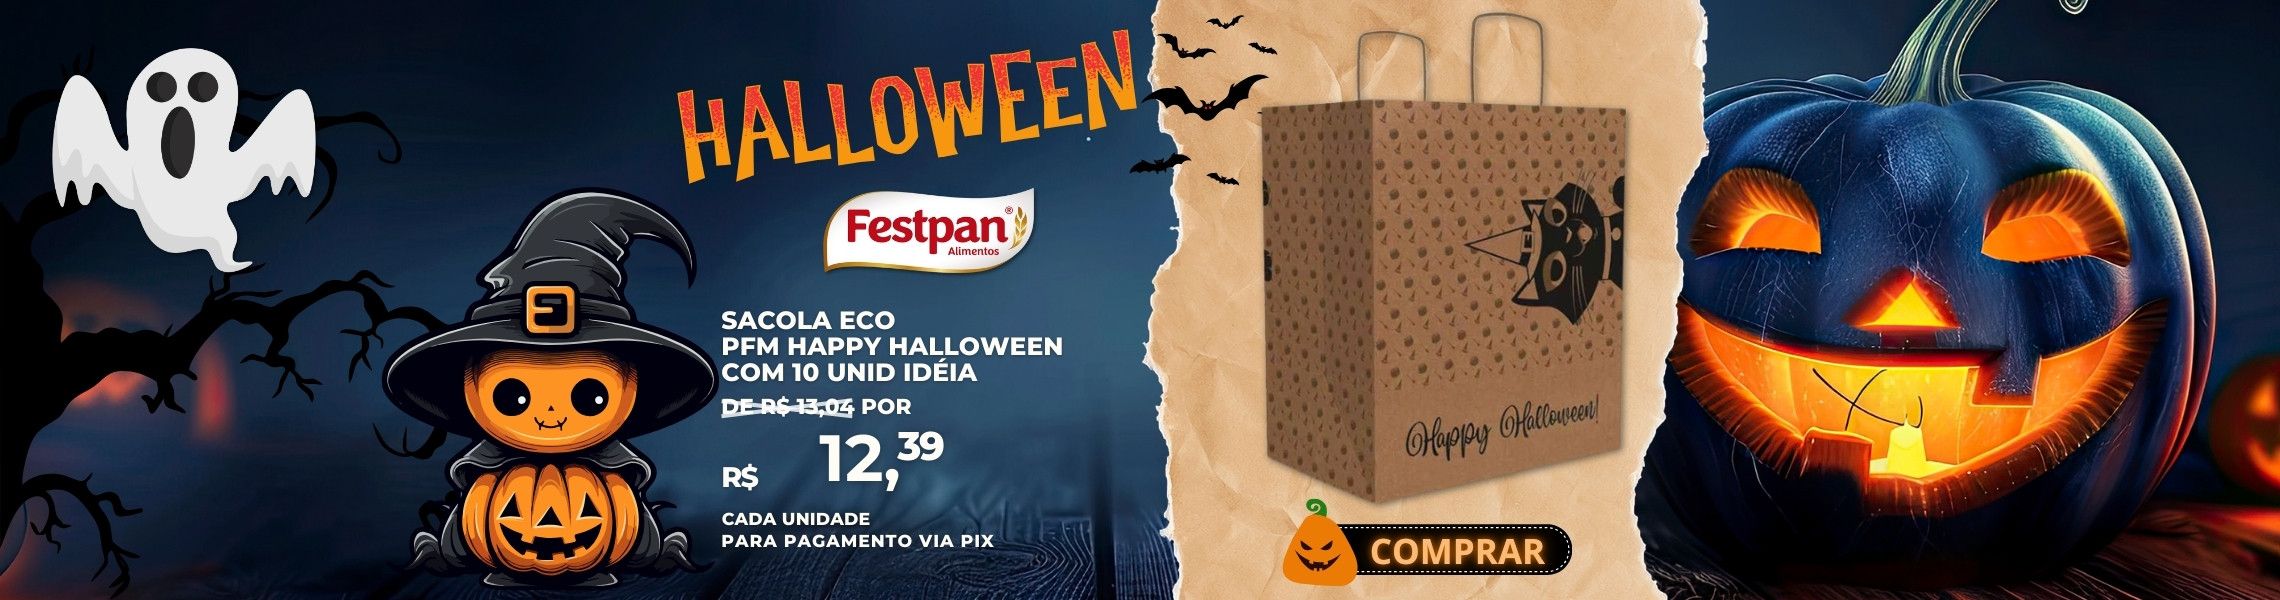 HALLOWEEN
Festpan®
Alimentos
SACOLA ECO
PFM HAPPY HALLOWEEN
COM 10 UNID IDÉIA
DE R$ 13,04 POR
R$ 12,39
CADA UNIDADE
PARA PAGAMENTO VIA PIX
Happy Halloween!
COMPRAR